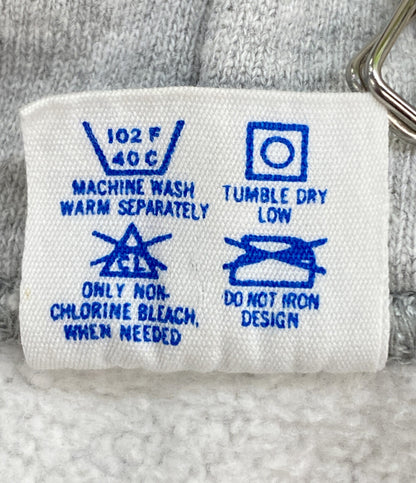 102 F
40 C
MACHINE WASH
WARM SEPARATELY
TUMBLE DRY
LOW
CL
ONLY NON-
CHLORINE BLEACH,
WHEN NEEDED
DO NOT IRON
DESIGN